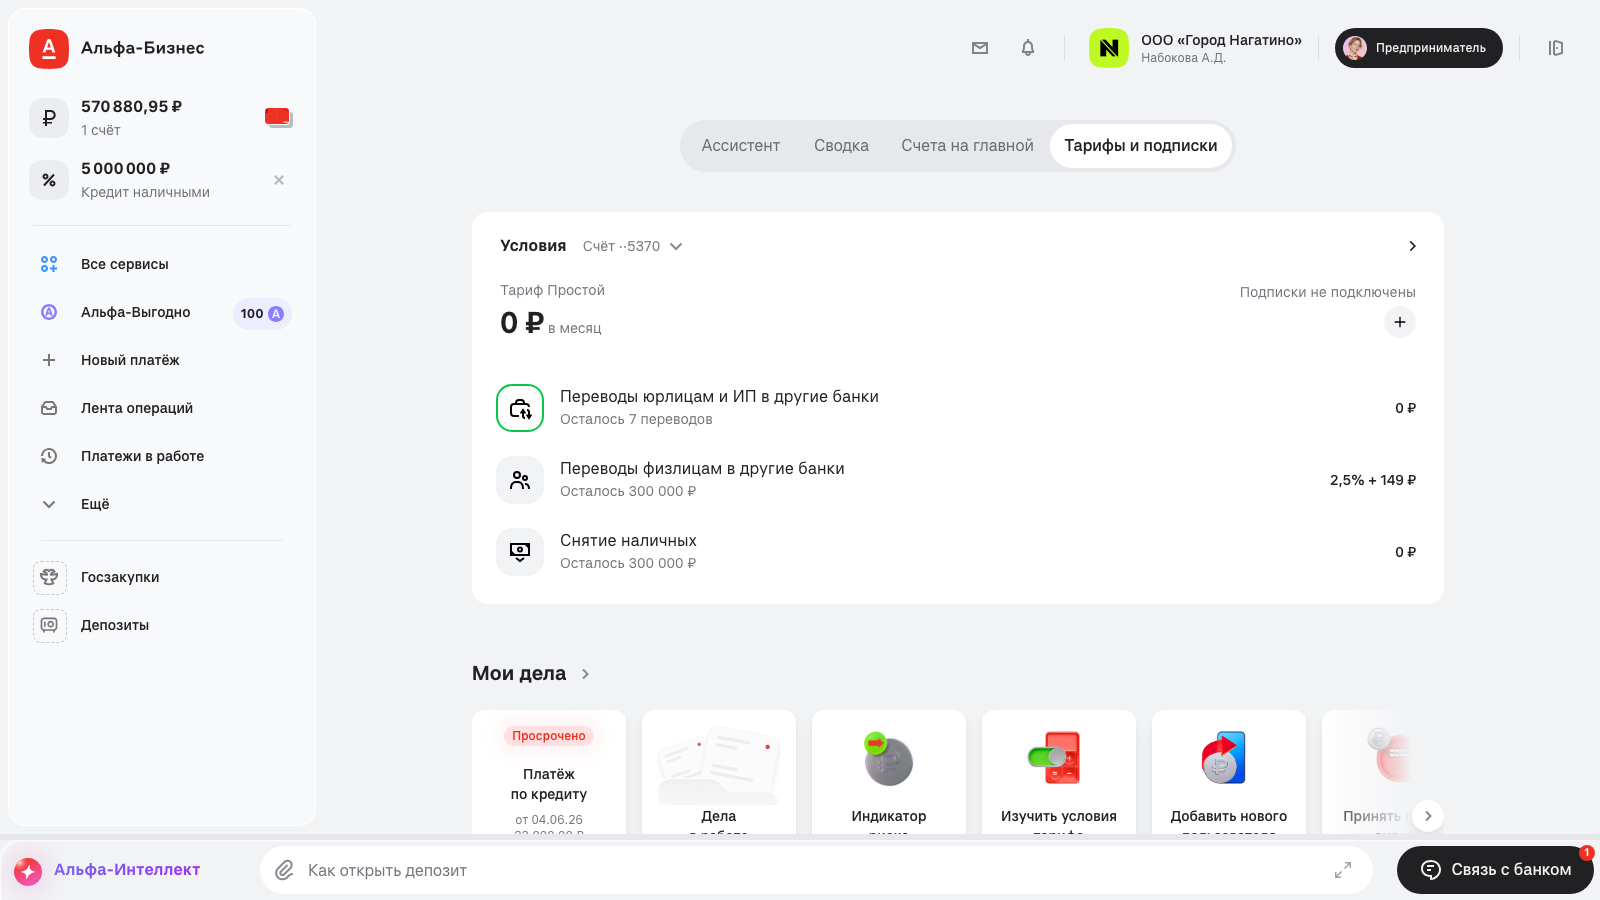 Альфа-Бизнес
570 880,95 ₽
1 счёт
5 000 000 ₽
Кредит наличными
Все сервисы
Альфа-Выгодно
100
Новый платёж
Лента операций
Платежи в работе
Ещё
Госзакупки
Депозиты
ООО «Город Нагатино»
Набокова А.Д.
Предприниматель
Ассистент
Сводка
Счета на главной
Тарифы и подписки
Условия
Счёт ··5370
Тариф Простой
0 ₽ в месяц
Подписки не подключены
Переводы юрлицам и ИП в другие банки
Осталось 7 переводов
0 ₽
Переводы физлицам в другие банки
Осталось 300 000 ₽
2,5% + 149 ₽
Снятие наличных
Осталось 300 000 ₽
0 ₽
Мои дела
Просрочено
Платёж
по кредиту
от 04.06.26
Дела
в работе
Индикатор
риска
Изучить условия
тарифа
Добавить нового
пользователя
Принять
Альфа-Интеллект
Как открыть депозит
Связь с банком
1